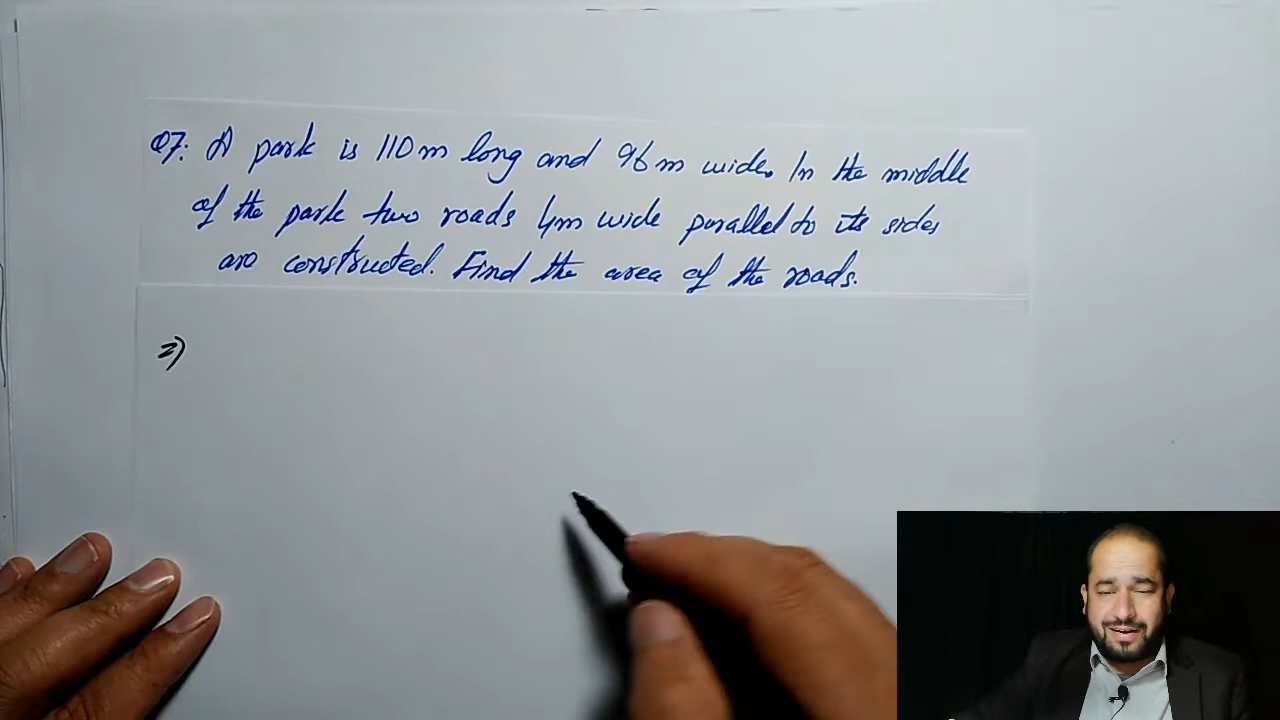 Q7: A park is 110m long and 96m wide. In the middle
of the park two roads 4m wide parallel to its sides
are constructed. Find the area of the roads.
⇒)